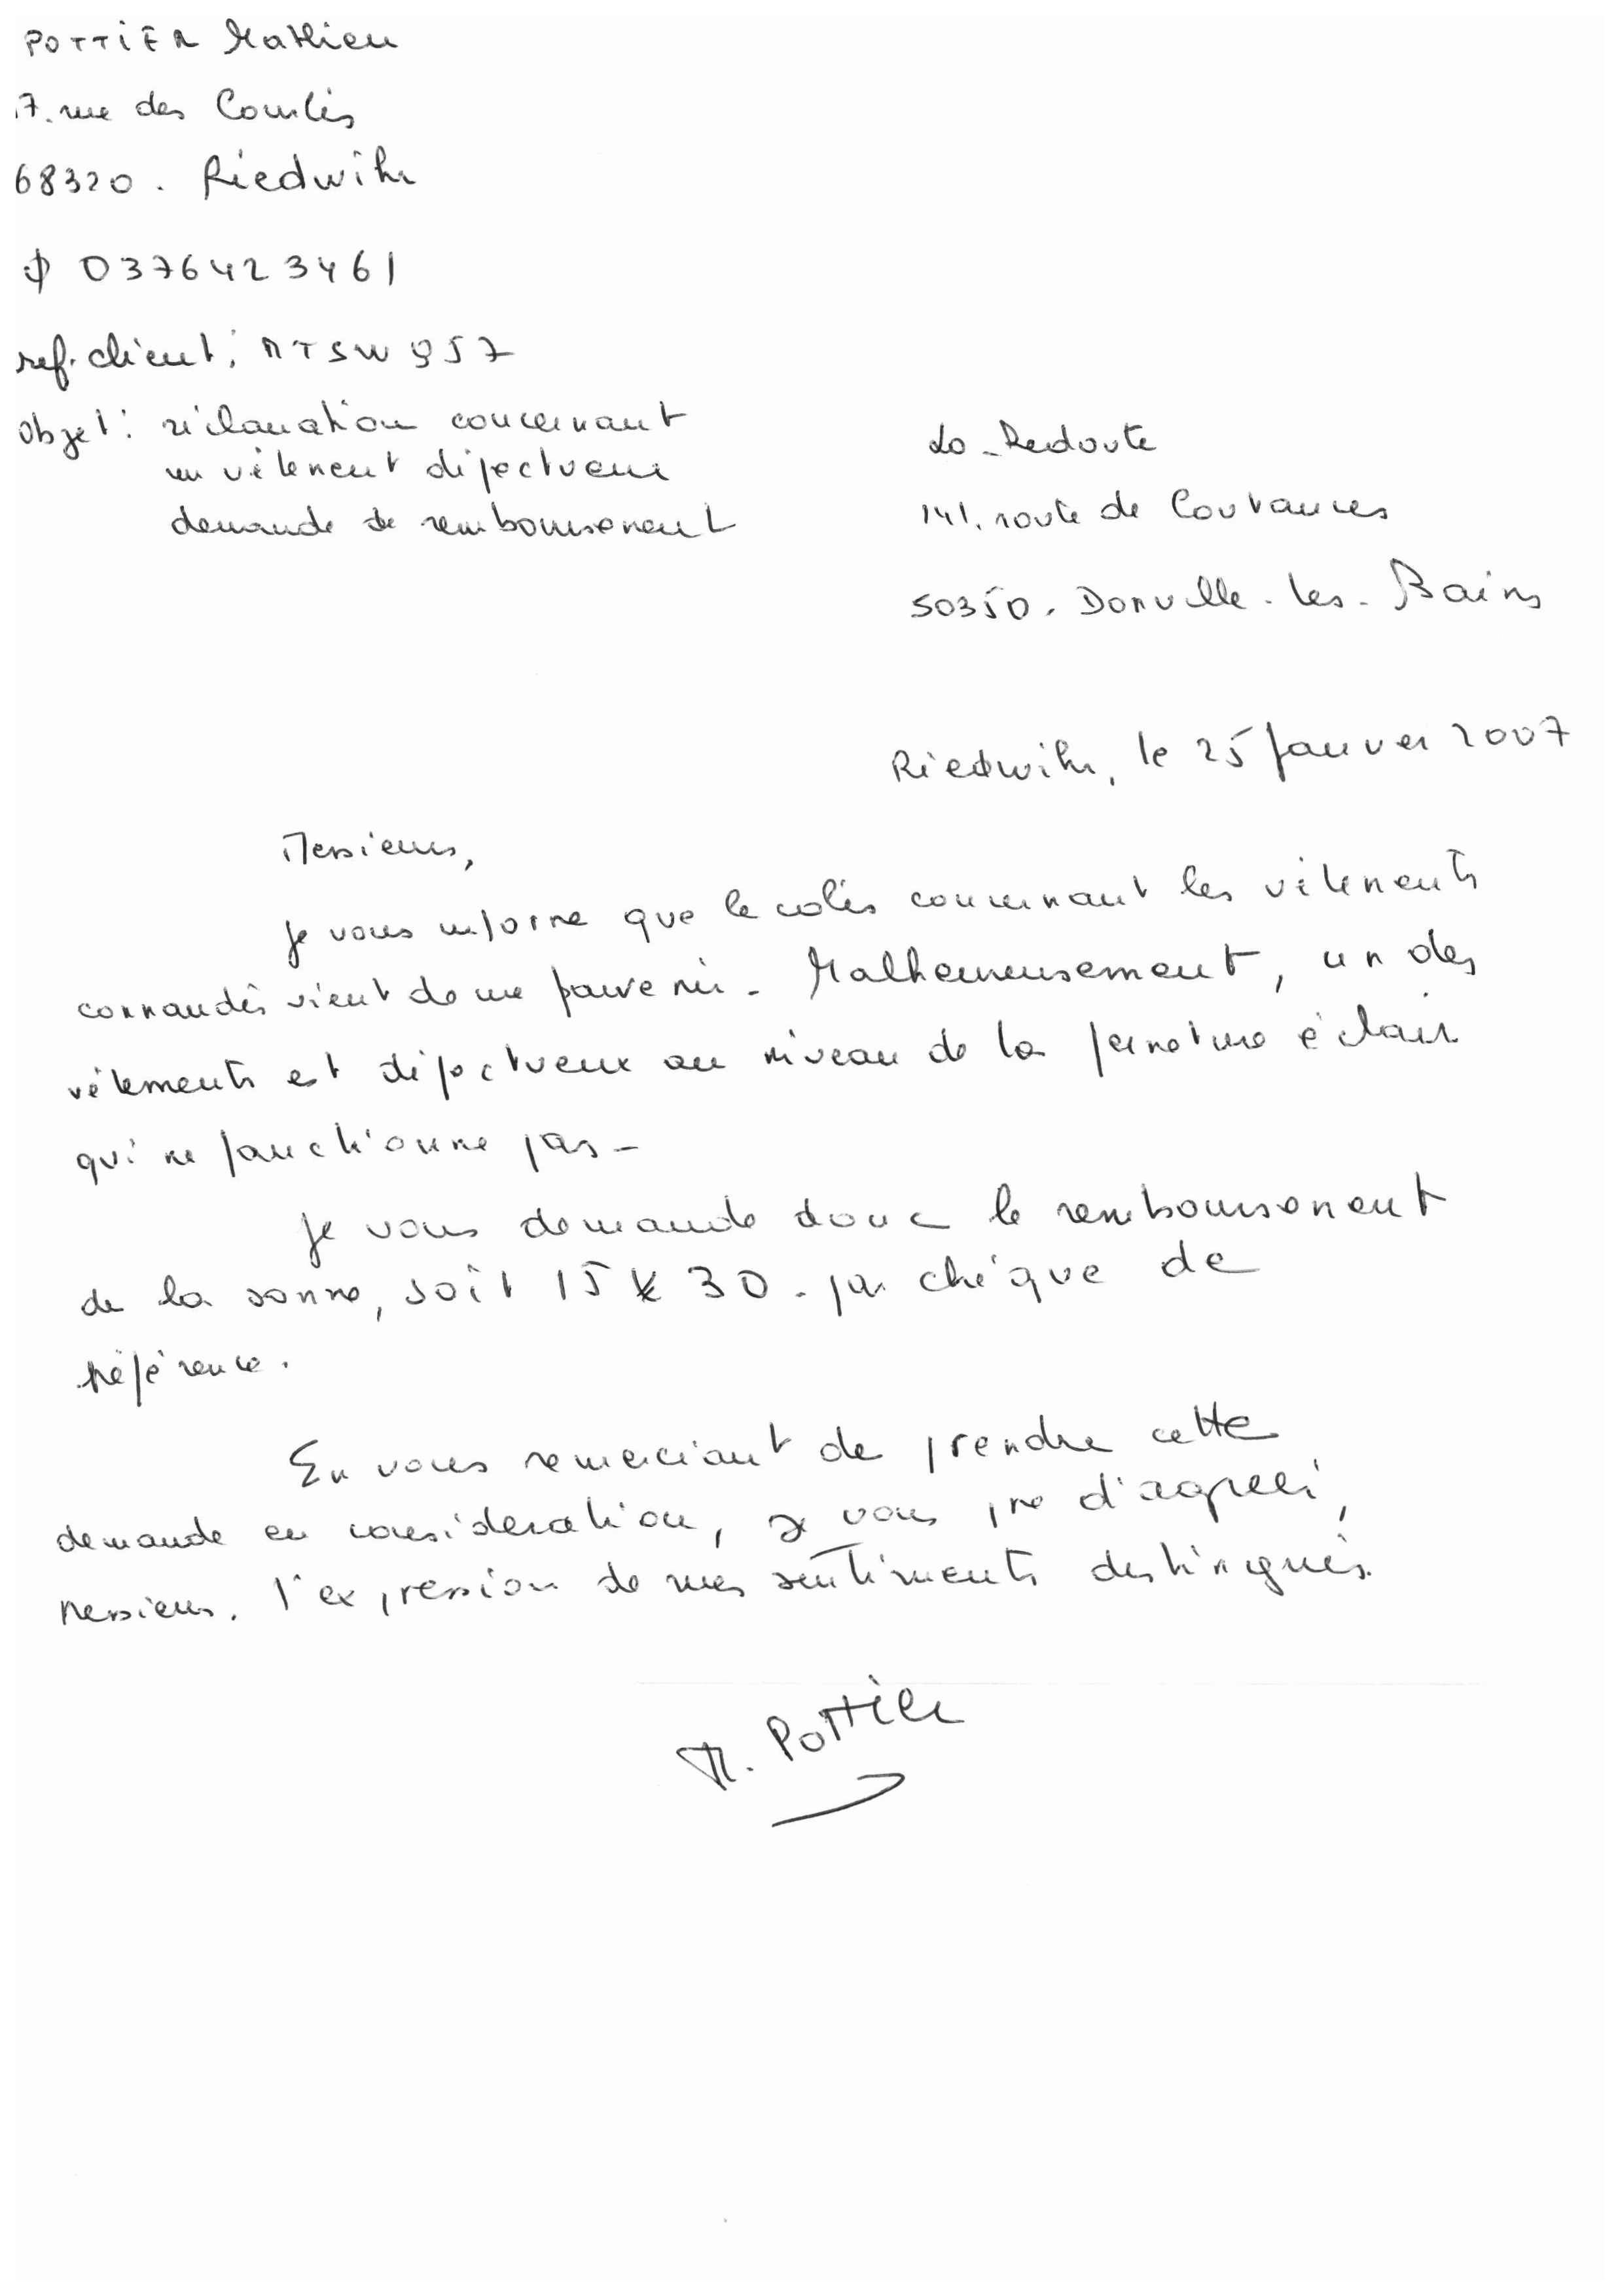 POTTIER Mathieu
17. rue des Courlis
68320. Riedwihr
0376423461
ref. client: MTSW957
objet: réclamation concernant
un vêtement défectueux
demande de remboursement
La Redoute
141. route de Coutances
50350. Donville-les-Bains
Riedwihr, le 25 Janvier 2007
Messieurs,
Je vous informe que le colis concernant les vêtements
commandés vient de me parvenir. Malheureusement, un des
vêtements est défectueux au niveau de la fermeture éclair
qui ne fonctionne pas.
Je vous demande donc le remboursement
de la somme, soit 15 € 30. par chèque de
référence.
En vous remerciant de prendre cette
demande en considération, je vous prie d'agréer,
Messieurs. l'expression de mes sentiments distingués.
M. Pottier